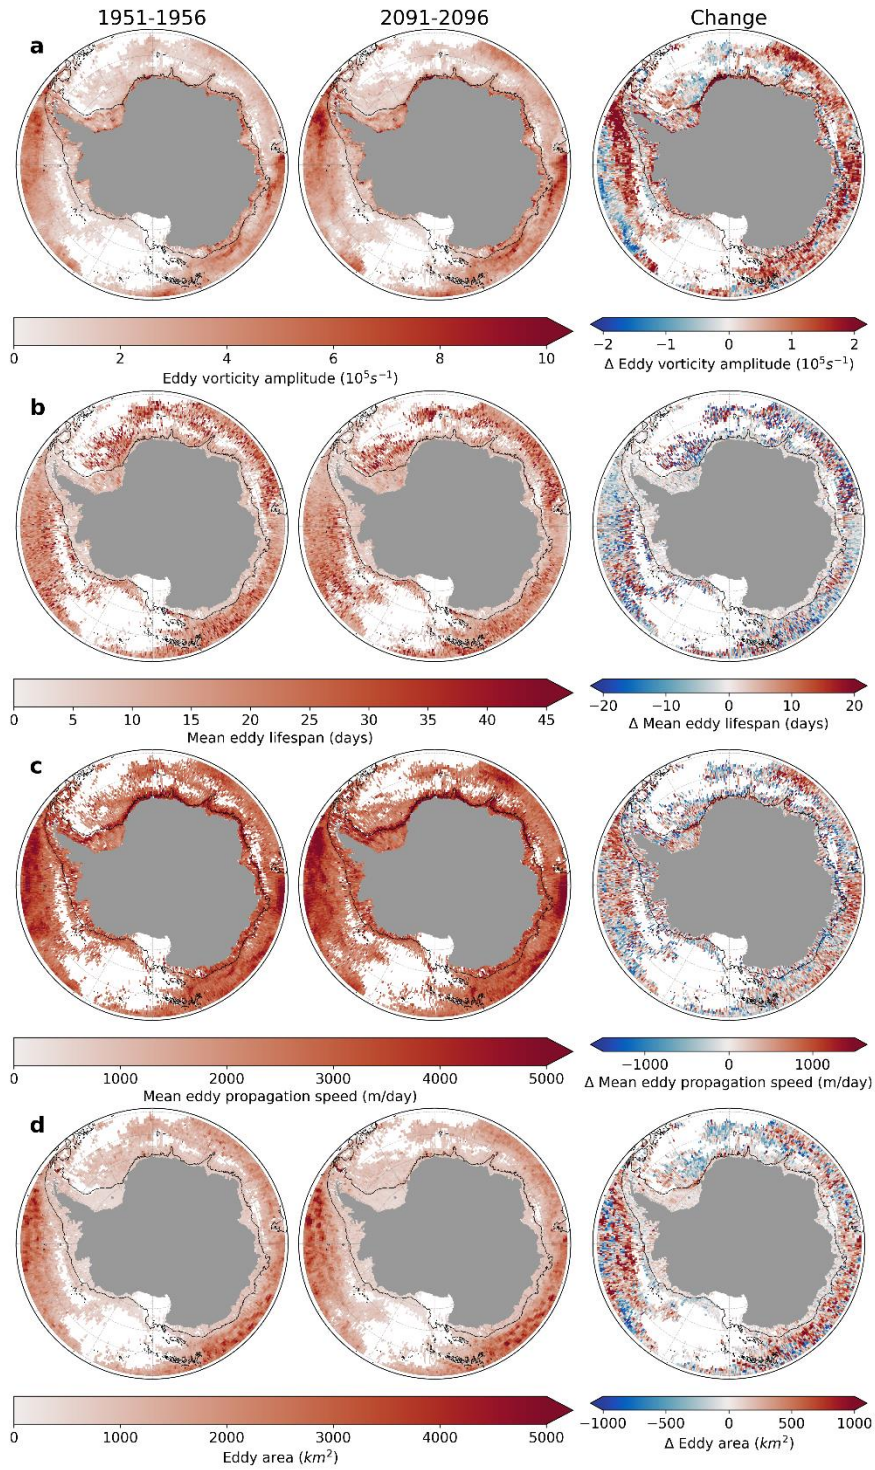 1951-1956 2091-2096 Change
a
0 2 4 6 8 10 −2 −1 0 1 2
Eddy vorticity amplitude (10⁵s⁻¹) Δ Eddy vorticity amplitude (10⁵s⁻¹)
b
0 5 10 15 20 25 30 35 40 45 −20 −10 0 10 20
Mean eddy lifespan (days) Δ Mean eddy lifespan (days)
c
0 1000 2000 3000 4000 5000 −1000 0 1000
Mean eddy propagation speed (m/day) Δ Mean eddy propagation speed (m/day)
d
0 1000 2000 3000 4000 5000 −1000 −500 0 500 1000
Eddy area (km²) Δ Eddy area (km²)